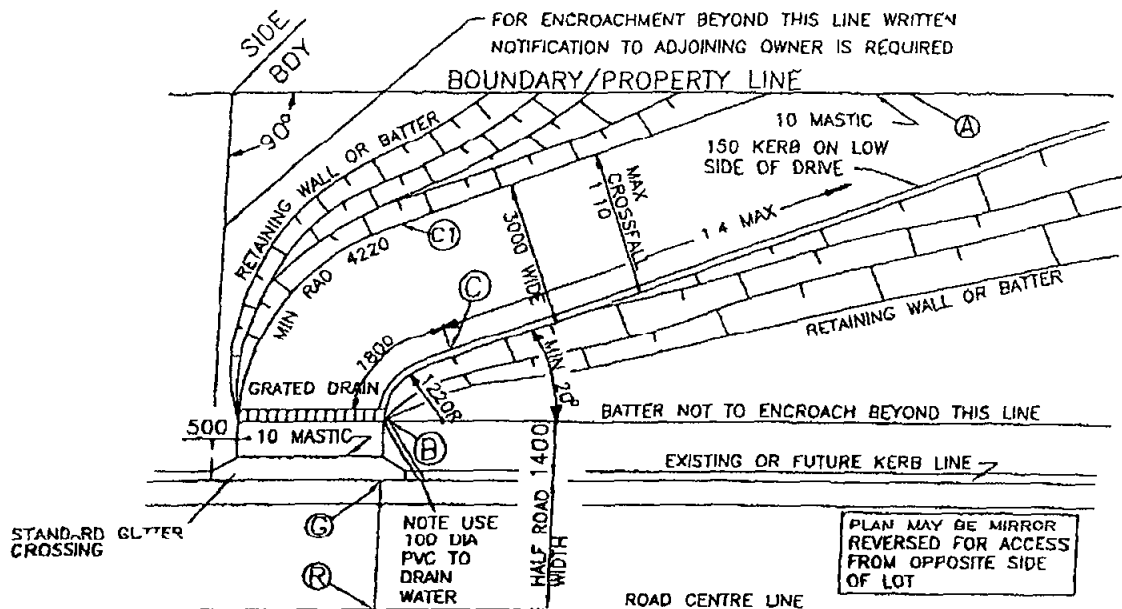 FOR ENCROACHMENT BEYOND THIS LINE WRITTEN
NOTIFICATION TO ADJOINING OWNER IS REQUIRED
SIDE
BDY
BOUNDARY/PROPERTY LINE
90°
10 MASTIC
A
150 KERB ON LOW
SIDE OF DRIVE
RETAINING WALL OR BATTER
MAX
CROSSFALL
1 10
1 4 MAX
C1
3000 WIDE
MIN RAD 4220
C
RETAINING WALL OR BATTER
1800
MIN 20°
GRATED DRAIN
1220R
BATTER NOT TO ENCROACH BEYOND THIS LINE
500
10 MASTIC
B
EXISTING OR FUTURE KERB LINE
HALF ROAD 1400
WIDTH
STANDARD GUTTER
CROSSING
G
NOTE USE
100 DIA
PVC TO
DRAIN
WATER
PLAN MAY BE MIRROR
REVERSED FOR ACCESS
FROM OPPOSITE SIDE
OF LOT
R
ROAD CENTRE LINE